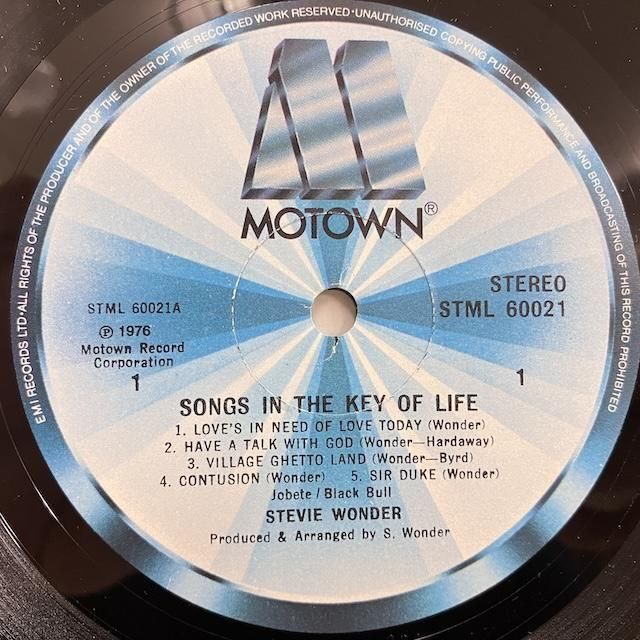 EMI RECORDS LTD·ALL RIGHTS OF THE PRODUCER AND OF THE OWNER OF THE RECORDED WORK RESERVED·UNAUTHORISED COPYING PUBLIC PERFORMANCE AND BROADCASTING OF THIS RECORD PROHIBITED
MOTOWN®
STEREO
STML 60021
STML 60021A
℗ 1976
Motown Record
Corporation
1
1
SONGS IN THE KEY OF LIFE
1. LOVE'S IN NEED OF LOVE TODAY (Wonder)
2. HAVE A TALK WITH GOD (Wonder—Hardaway)
3. VILLAGE GHETTO LAND (Wonder—Byrd)
4. CONTUSION (Wonder) 5. SIR DUKE (Wonder)
Jobete/Black Bull
STEVIE WONDER
Produced & Arranged by S. Wonder